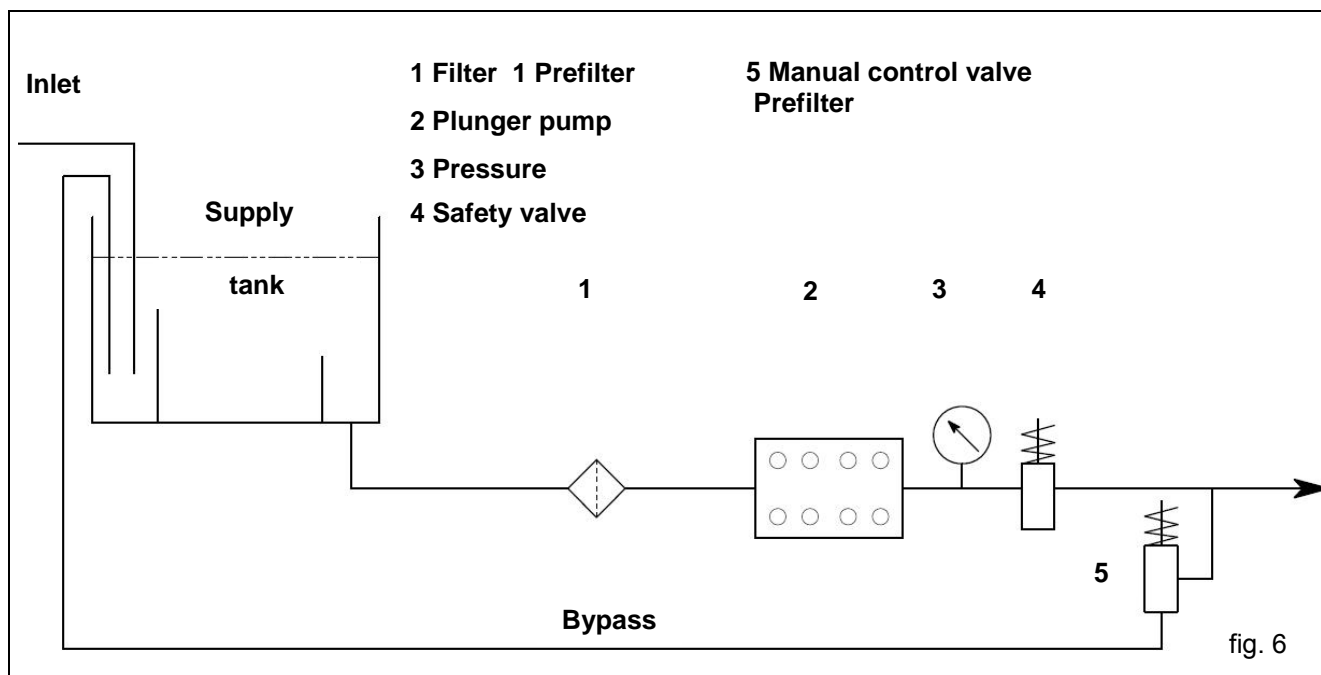 Inlet
1 Filter 1 Prefilter
2 Plunger pump
3 Pressure
4 Safety valve
5 Manual control valve
Prefilter
Supply
tank
1
2
3
4
5
Bypass
fig. 6